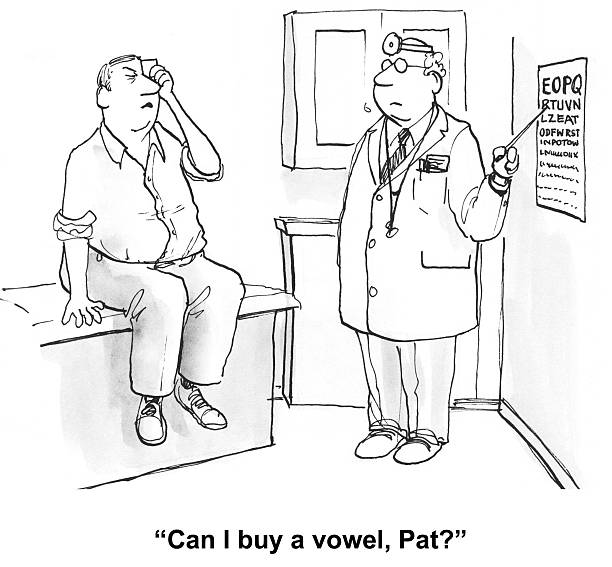 EOPQ
RTUVN
LZEAT
ODFWRST
INPOTOW
“Can I buy a vowel, Pat?”